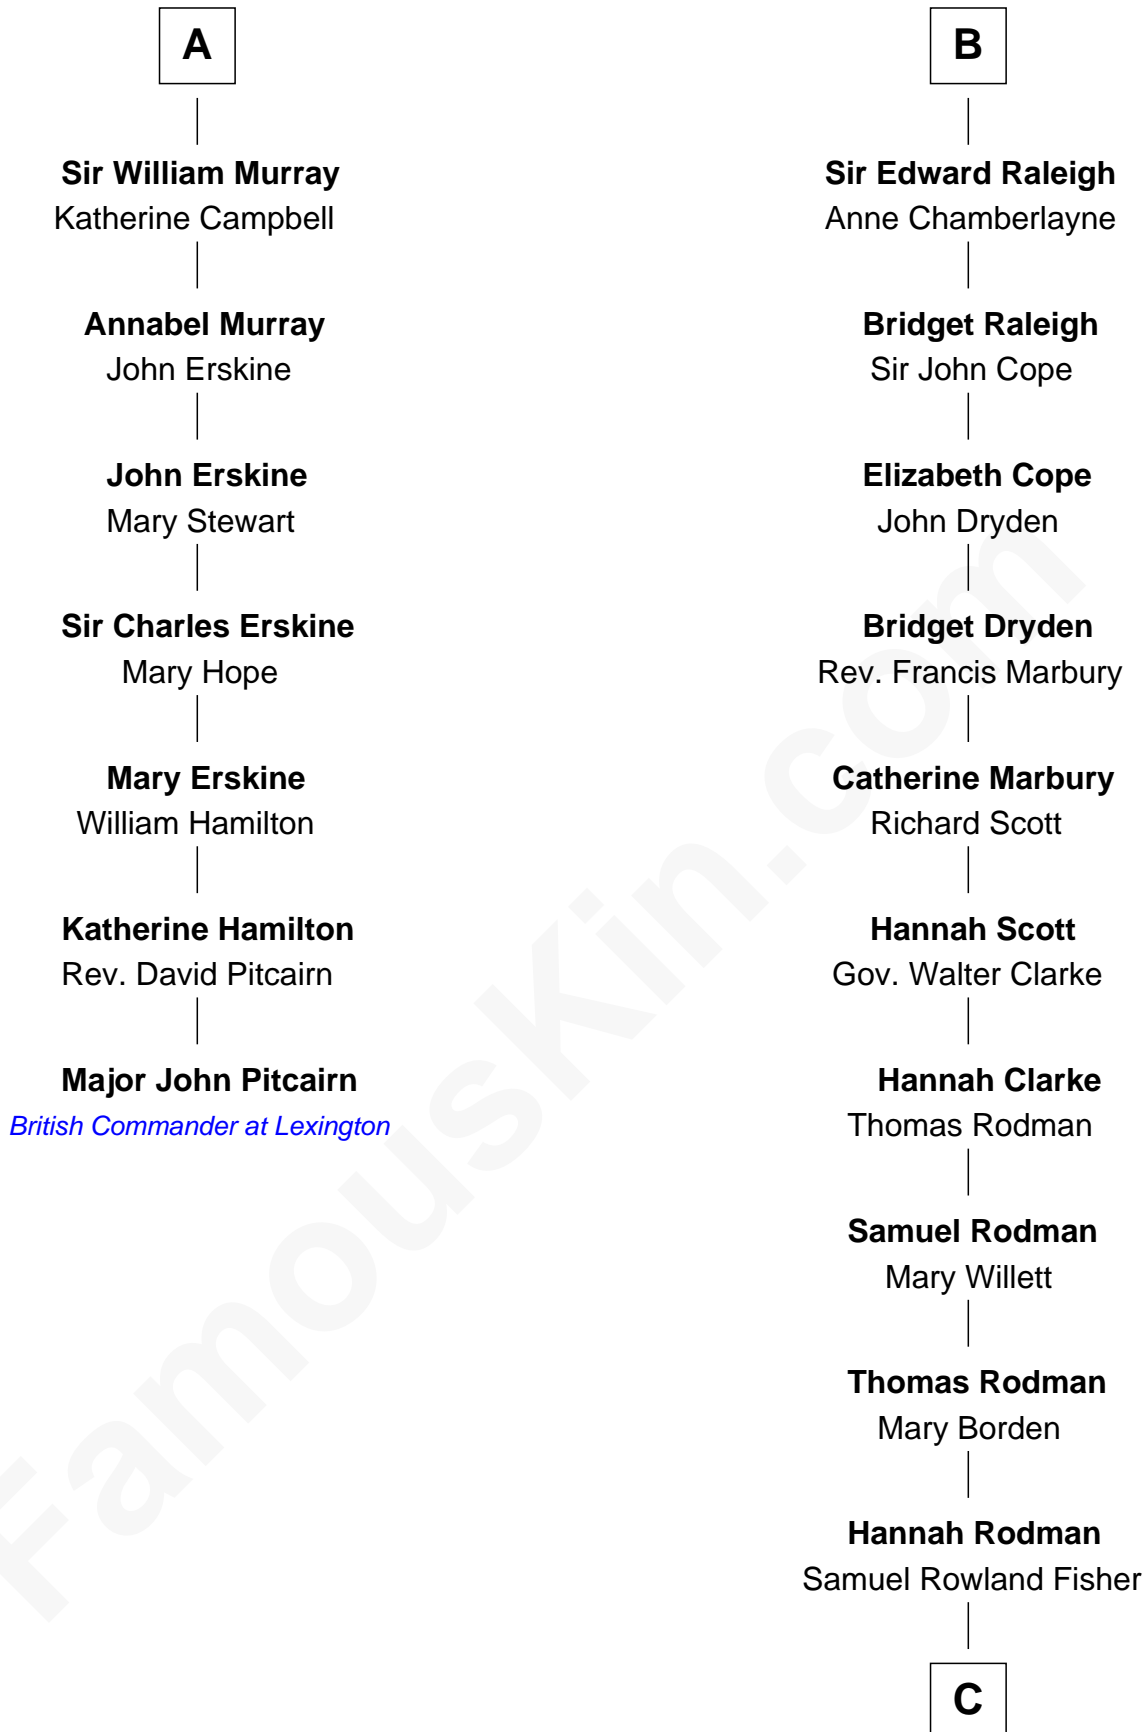 A
Sir William Murray
Katherine Campbell
Annabel Murray
John Erskine
John Erskine
Mary Stewart
Sir Charles Erskine
Mary Hope
Mary Erskine
William Hamilton
Katherine Hamilton
Rev. David Pitcairn
Major John Pitcairn
British Commander at Lexington
B
Sir Edward Raleigh
Anne Chamberlayne
Bridget Raleigh
Sir John Cope
Elizabeth Cope
John Dryden
Bridget Dryden
Rev. Francis Marbury
Catherine Marbury
Richard Scott
Hannah Scott
Gov. Walter Clarke
Hannah Clarke
Thomas Rodman
Samuel Rodman
Mary Willett
Thomas Rodman
Mary Borden
Hannah Rodman
Samuel Rowland Fisher
C
FamousKin.com